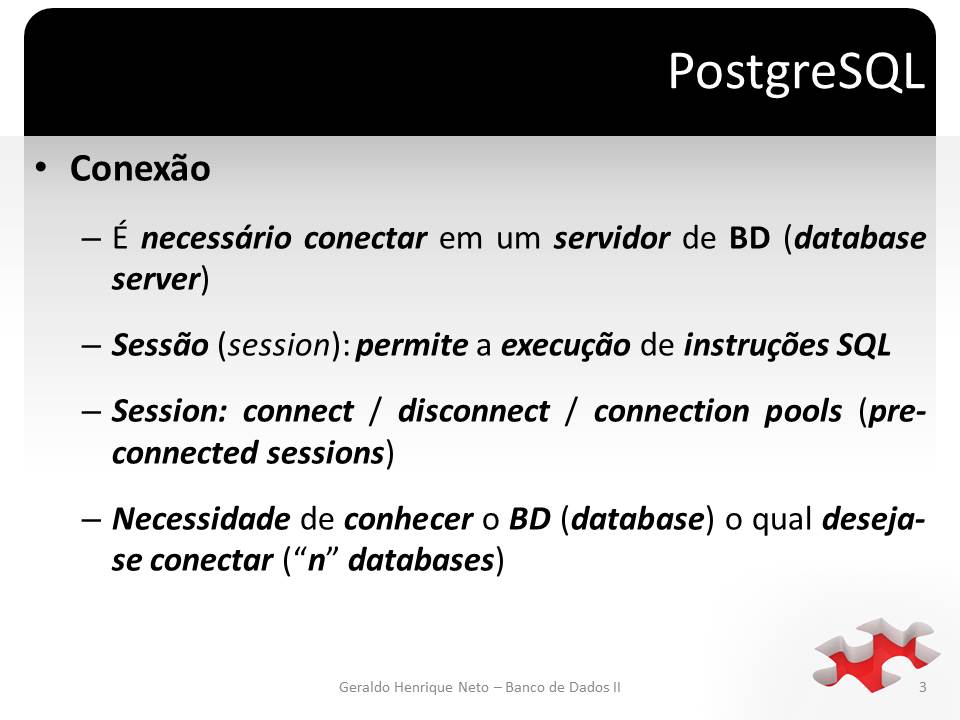 PostgreSQL
• Conexão
– É necessário conectar em um servidor de BD (database
server)
– Sessão (session): permite a execução de instruções SQL
– Session: connect / disconnect / connection pools (pre-
connected sessions)
– Necessidade de conhecer o BD (database) o qual deseja-
se conectar (“n” databases)
Geraldo Henrique Neto – Banco de Dados II
3